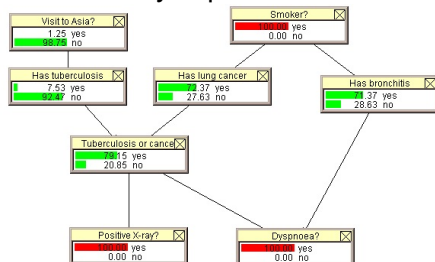 Visit to Asia?
1.25 yes
98.75 no
Smoker?
100.00 yes
0.00 no
Has tuberculosis
7.53 yes
92.47 no
Has lung cancer
72.37 yes
27.63 no
Has bronchitis
71.37 yes
28.63 no
Tuberculosis or cance
79.15 yes
20.85 no
Positive X-ray?
100.00 yes
0.00 no
Dyspnoea?
100.00 yes
0.00 no